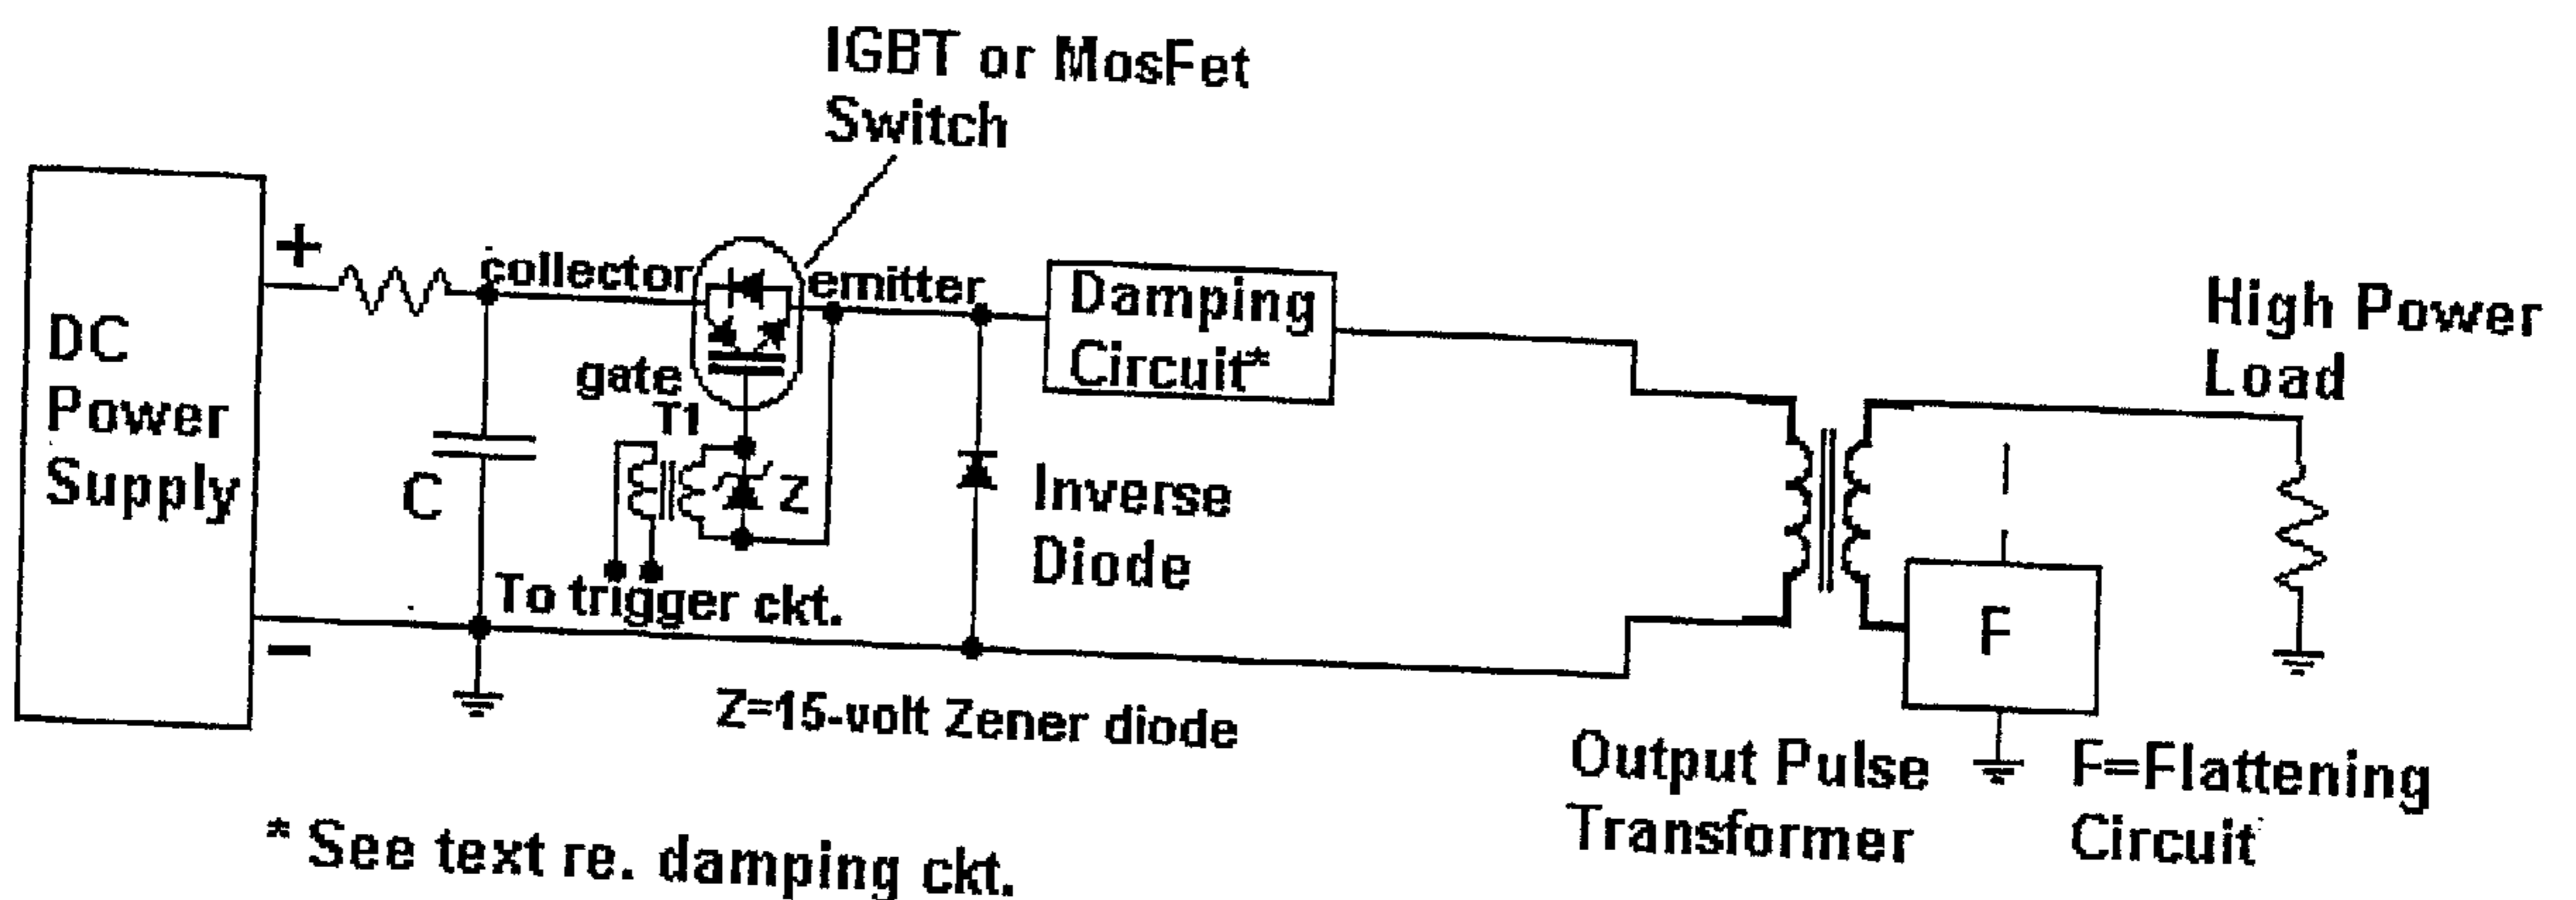 IGBT or MosFet
Switch
+
collector
emitter
DC
Power
Supply
Damping
Circuit*
High Power
Load
gate
T1
C
Z
Inverse
Diode
To trigger ckt.
F
−
Z=15-volt Zener diode
Output Pulse
Transformer
F=Flattening
Circuit
* See text re. damping ckt.